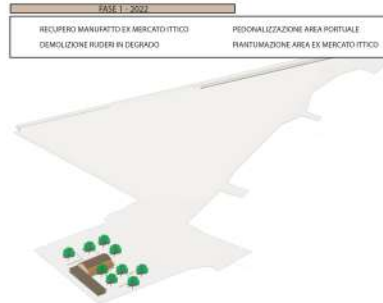 FASE 1 - 2022
RECUPERO MANUFATTO EX MERCATO ITTICO
PEDONALIZZAZIONE AREA PORTUALE
DEMOLIZIONE RUDERI IN DEGRADO
PIANTUMAZIONE AREA EX MERCATO ITTICO